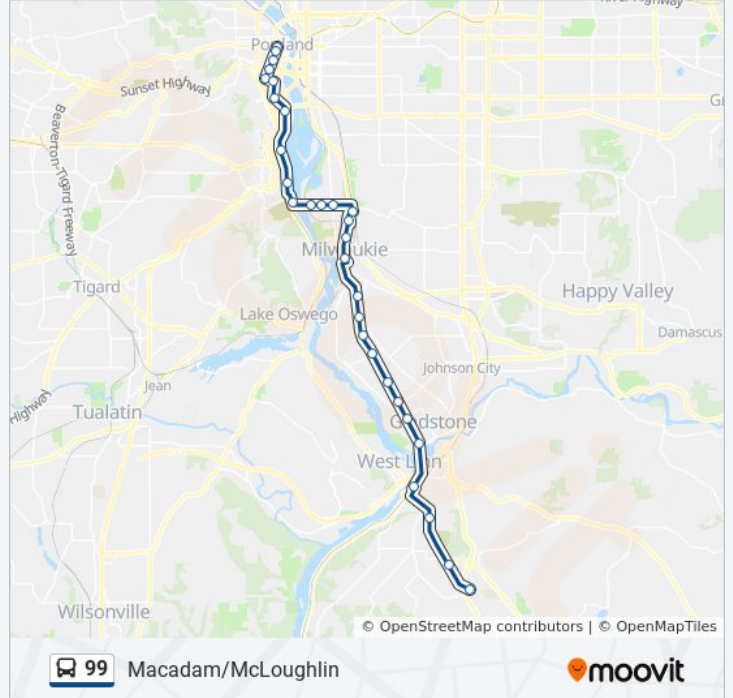 Portland
Sunset Highway
Beaverton-Tigard Freeway
Milwaukie
Tigard
Happy Valley
Lake Oswego
Damascus
Johnson City
Jean
Highway
Tualatin
Gladstone
West Linn
Wilsonville
© OpenStreetMap contributors | © OpenMapTiles
99 Macadam/McLoughlin
moovit